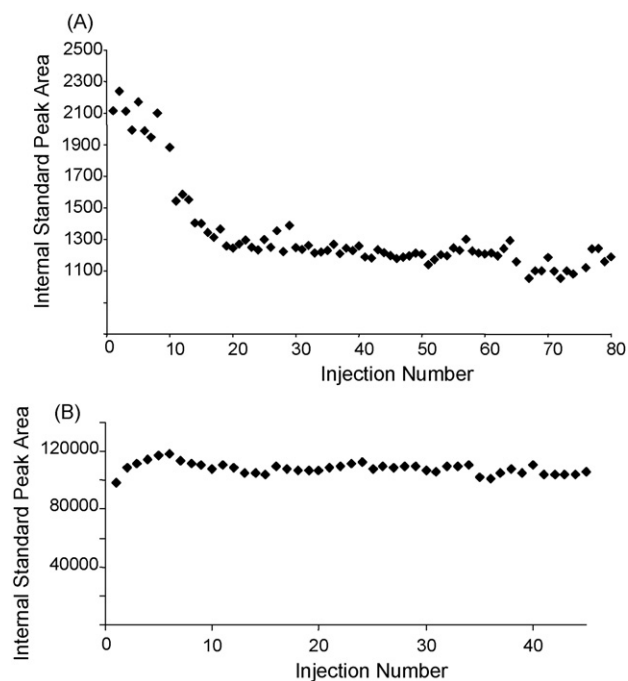 (A)
Internal Standard Peak Area
2500
2300
2100
1900
1700
1500
1300
1100
0 10 20 30 40 50 60 70 80
Injection Number
(B)
Internal Standard Peak Area
120000
80000
40000
0 10 20 30 40
Injection Number